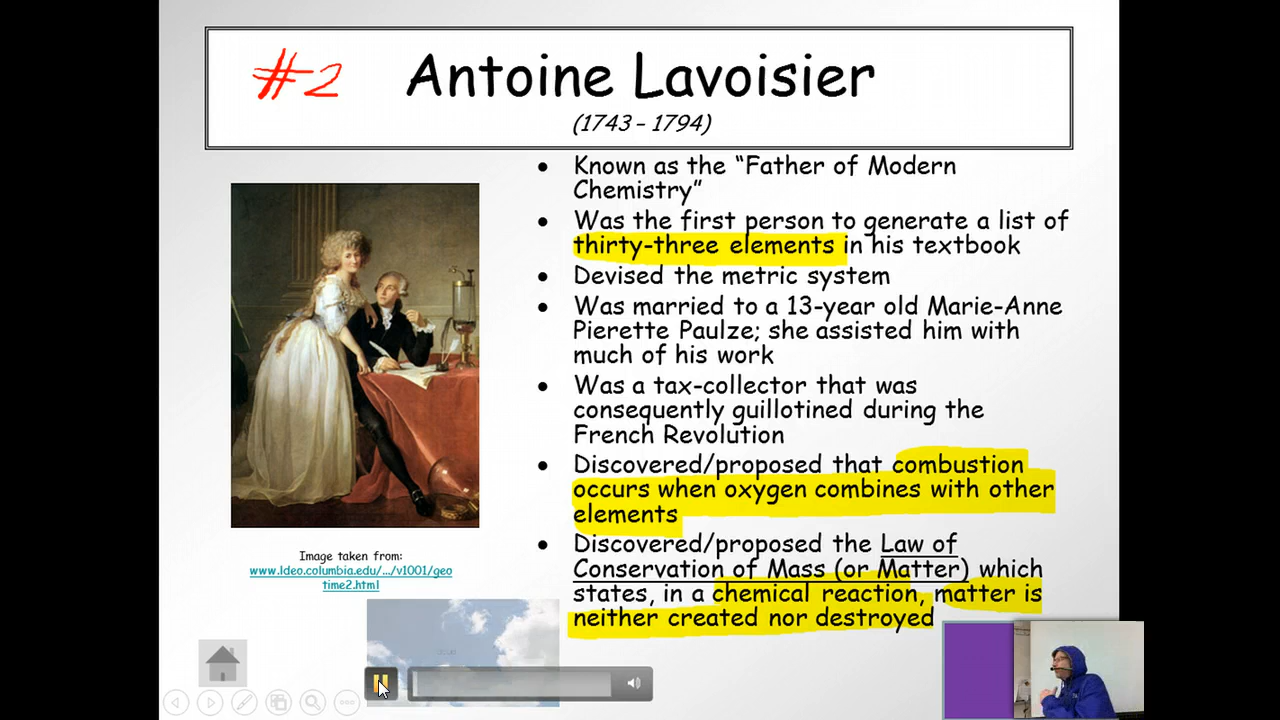 #2 Antoine Lavoisier
(1743 – 1794)
• Known as the “Father of Modern
Chemistry”
• Was the first person to generate a list of
thirty-three elements in his textbook
• Devised the metric system
• Was married to a 13-year old Marie-Anne
Pierette Paulze; she assisted him with
much of his work
• Was a tax-collector that was
consequently guillotined during the
French Revolution
• Discovered/proposed that combustion
occurs when oxygen combines with other
elements
• Discovered/proposed the Law of
Conservation of Mass (or Matter) which
states, in a chemical reaction, matter is
neither created nor destroyed
Image taken from:
www.ldeo.columbia.edu/.../v1001/geo
time2.html